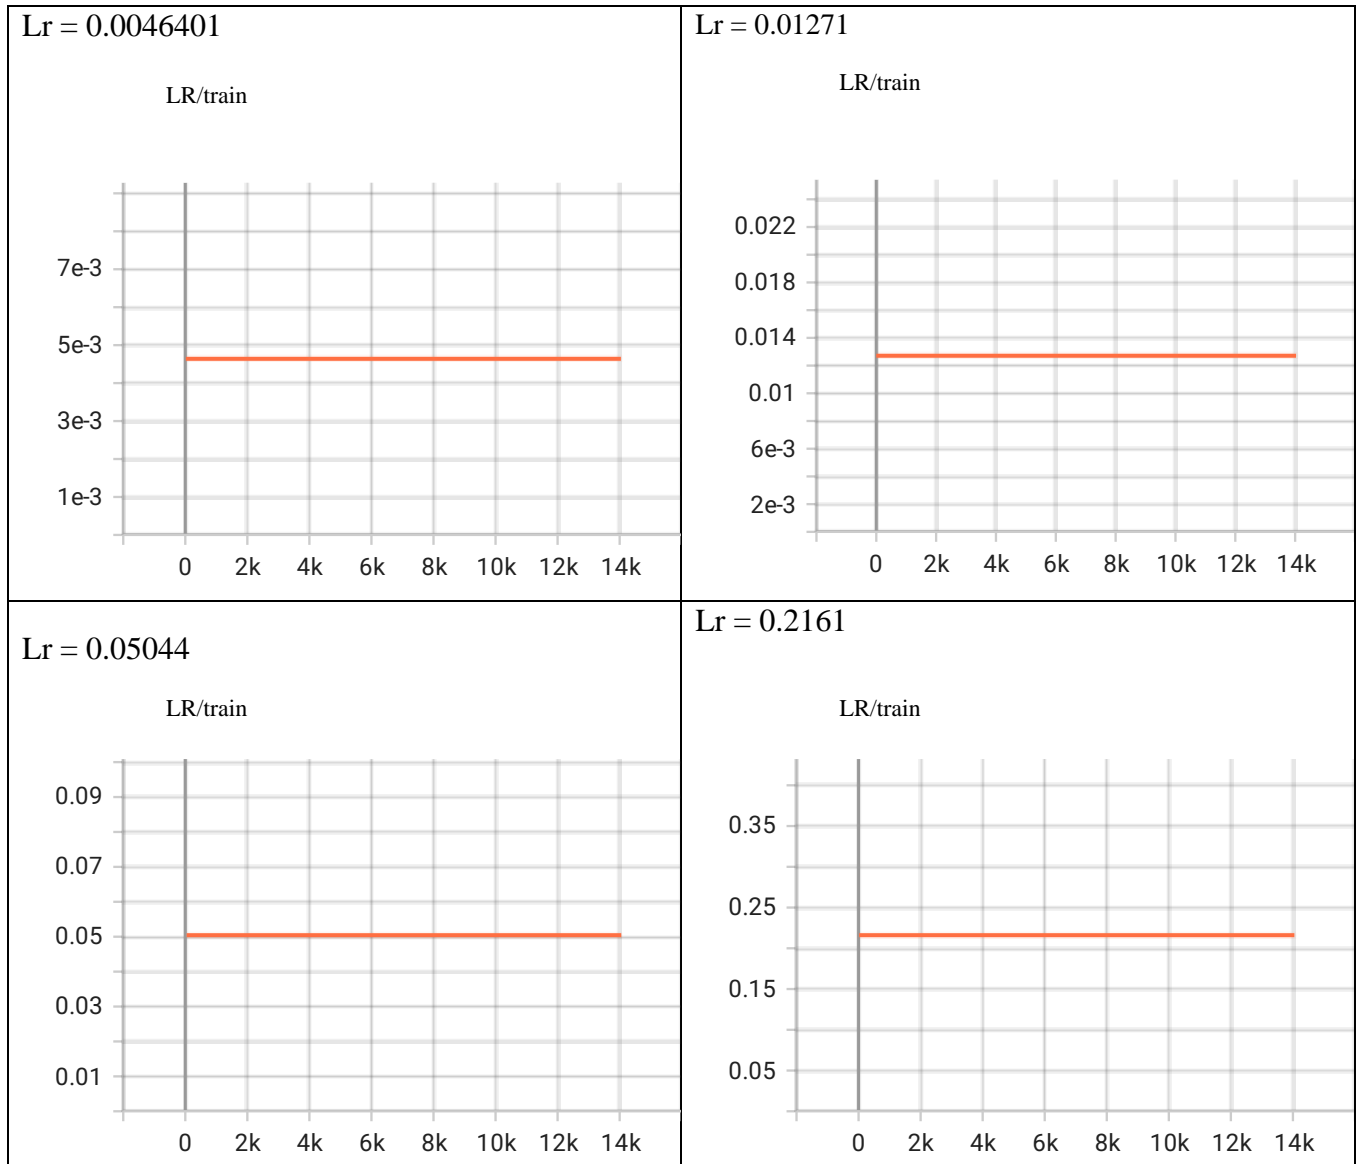 Lr = 0.0046401
LR/train
7e-3
5e-3
3e-3
1e-3
0 2k 4k 6k 8k 10k 12k 14k
Lr = 0.01271
LR/train
0.022
0.018
0.014
0.01
6e-3
2e-3
0 2k 4k 6k 8k 10k 12k 14k
Lr = 0.05044
LR/train
0.09
0.07
0.05
0.03
0.01
0 2k 4k 6k 8k 10k 12k 14k
Lr = 0.2161
LR/train
0.35
0.25
0.15
0.05
0 2k 4k 6k 8k 10k 12k 14k